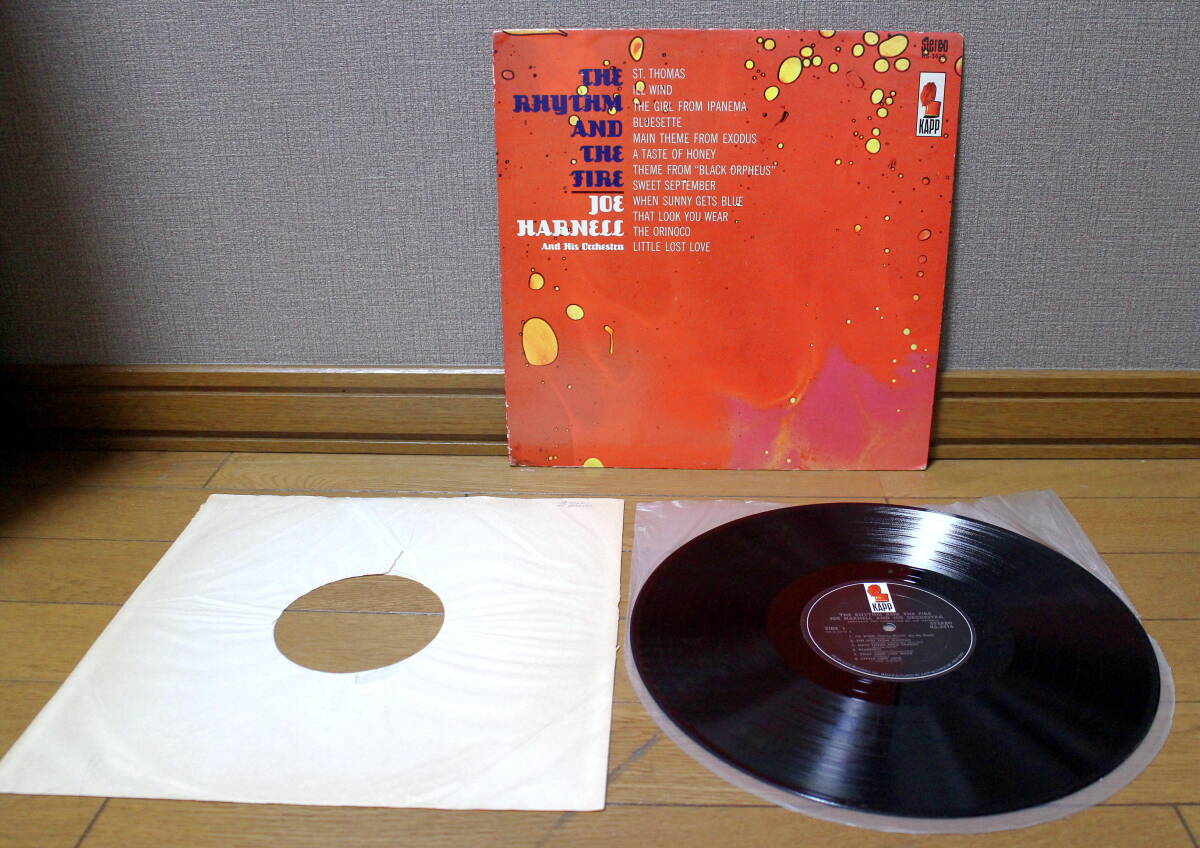 THE
RHYTHM
AND
THE
FIRE
JOE
HARNELL
And His Orchestra
ST. THOMAS
ILL WIND
THE GIRL FROM IPANEMA
BLUESETTE
MAIN THEME FROM EXODUS
A TASTE OF HONEY
THEME FROM "BLACK ORPHEUS"
SWEET SEPTEMBER
WHEN SUNNY GETS BLUE
THAT LOOK YOU WEAR
THE ORINOCO
LITTLE LOST LOVE
stereo
KAPP
KAPP
THE RHYTHM AND THE FIRE
JOE HARNELL AND HIS ORCHESTRA
SIDE 1
STEREO